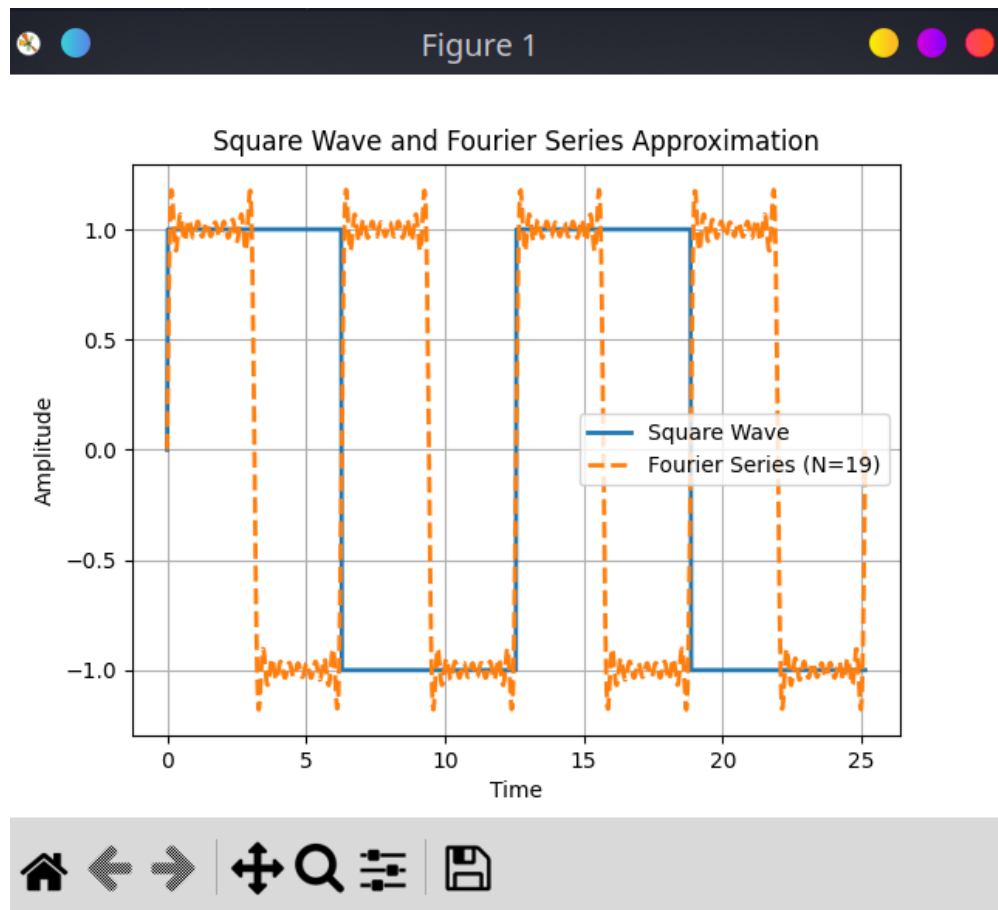 Figure 1
Square Wave and Fourier Series Approximation
1.0
0.5
0.0
−0.5
−1.0
Amplitude
Square Wave
Fourier Series (N=19)
0 5 10 15 20 25
Time